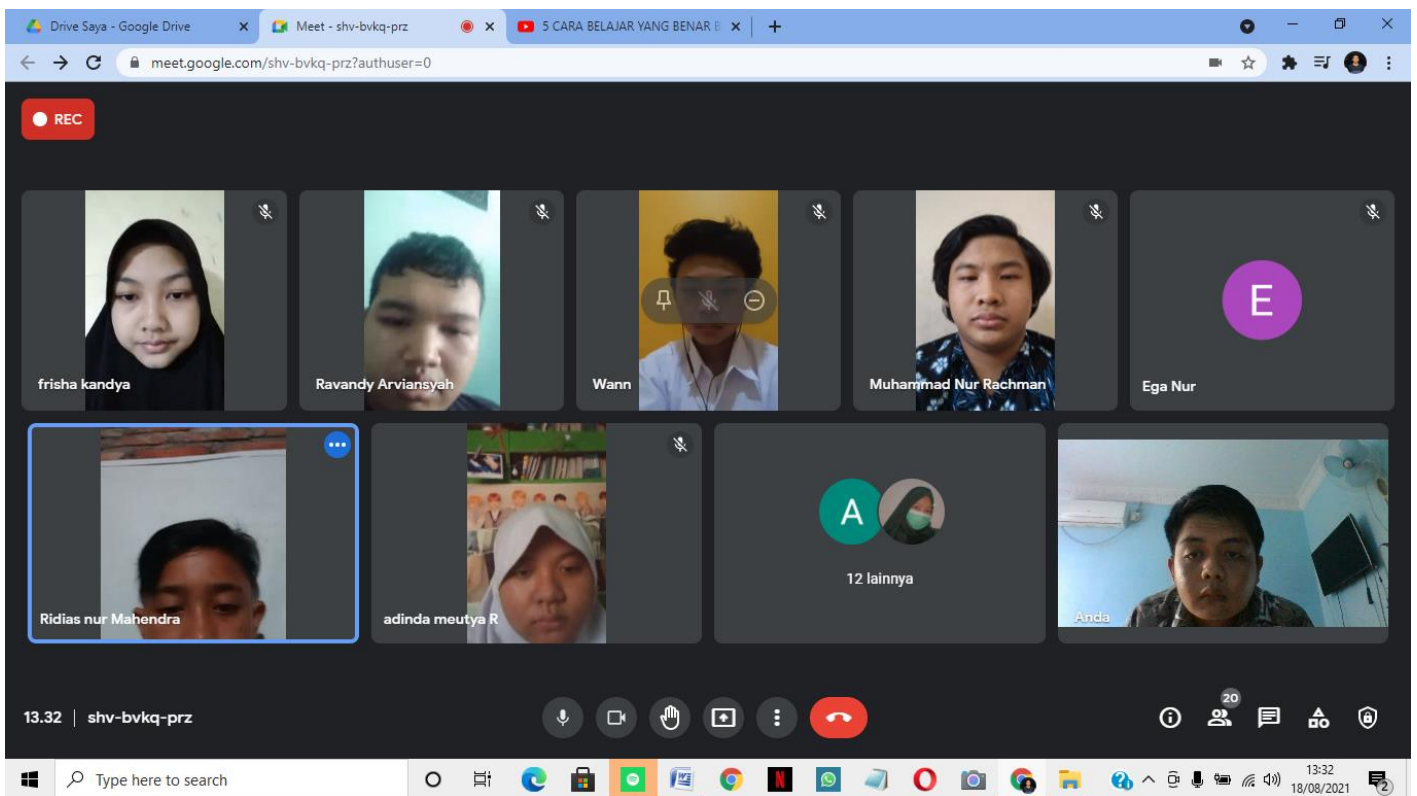 Drive Saya - Google Drive
Meet - shv-bvkq-prz
5 CARA BELAJAR YANG BENAR B
meet.google.com/shv-bvkq-prz?authuser=0
REC
frisha kandya
Ravandy Arviansyah
Wann
Muhammad Nur Rachman
E
Ega Nur
Ridias nur Mahendra
adinda meutya R
A
12 lainnya
Anda
13.32 | shv-bvkq-prz
20
Type here to search
13:32
18/08/2021
2